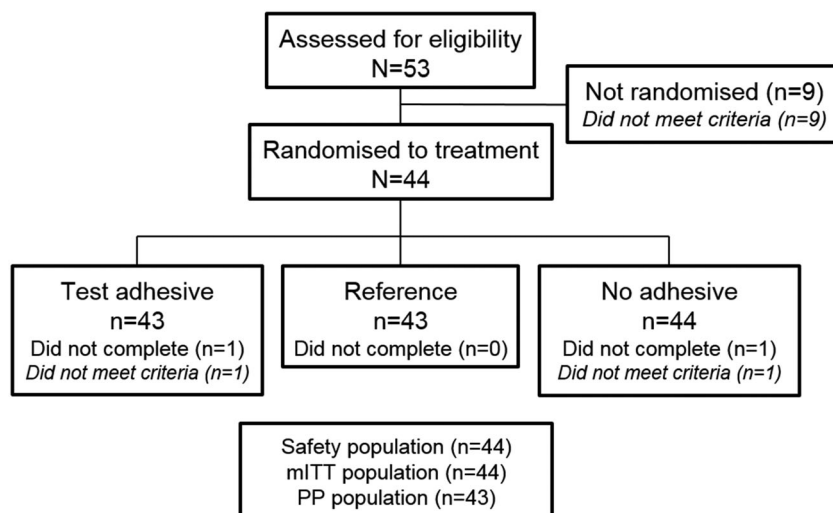 Assessed for eligibility
N=53
Not randomised (n=9)
Did not meet criteria (n=9)
Randomised to treatment
N=44
Test adhesive
n=43
Did not complete (n=1)
Did not meet criteria (n=1)
Reference
n=43
Did not complete (n=0)
No adhesive
n=44
Did not complete (n=1)
Did not meet criteria (n=1)
Safety population (n=44)
mITT population (n=44)
PP population (n=43)